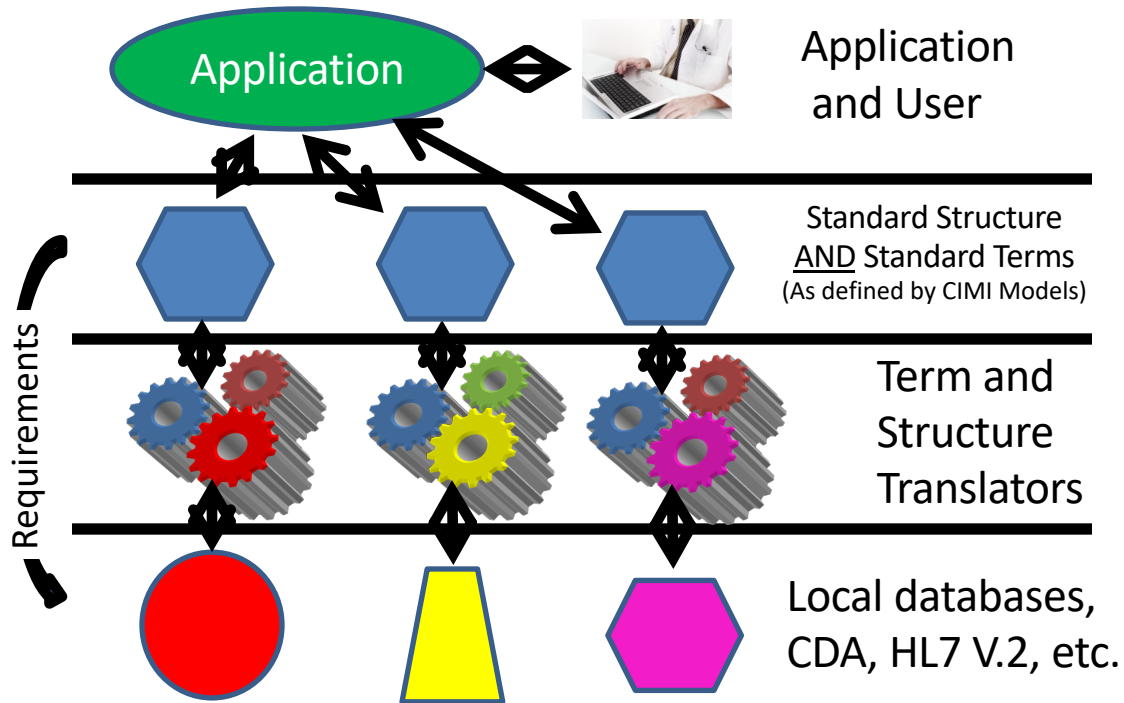 Application
Application
and User
Standard Structure
AND Standard Terms
(As defined by CIMI Models)
Requirements
Term and
Structure
Translators
Local databases,
CDA, HL7 V.2, etc.